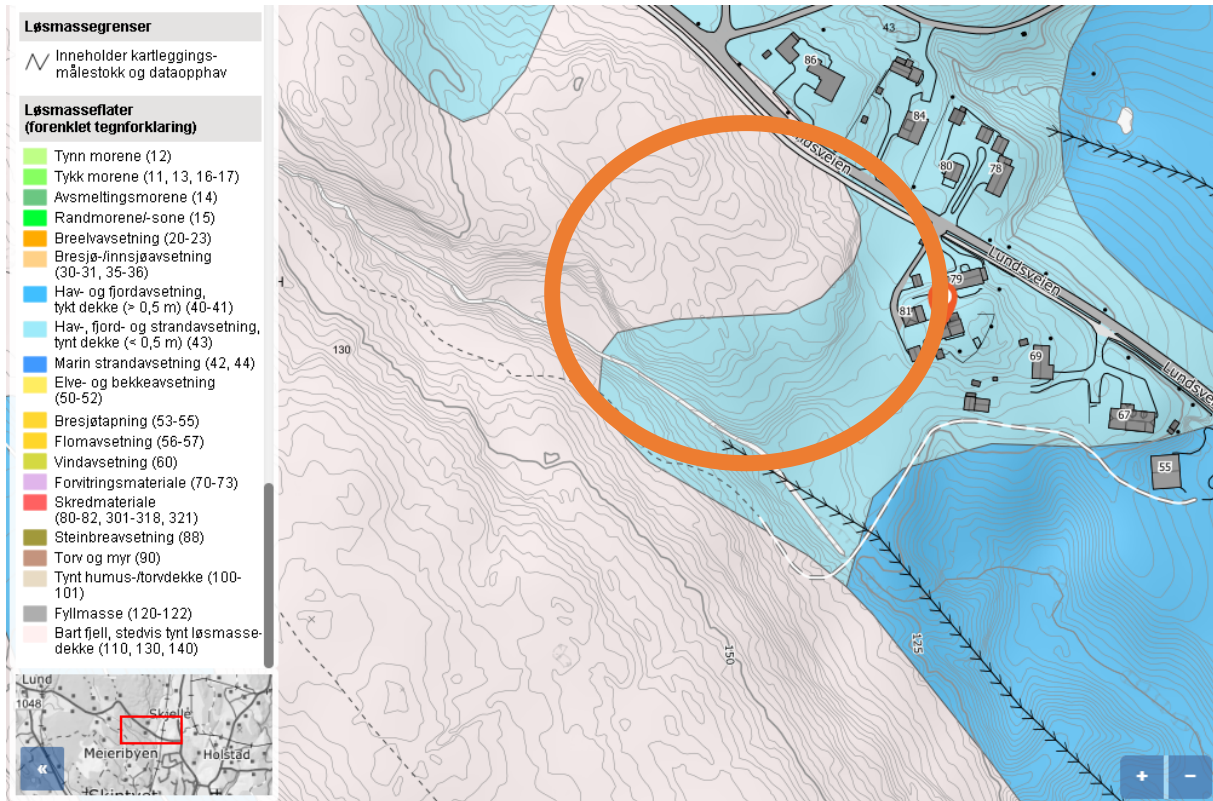 Løsmassegrenser
Inneholder kartleggings-
målestokk og dataopphav
Løsmasseflater
(forenklet tegnforklaring)
Tynn morene (12)
Tykk morene (11, 13, 16-17)
Avsmeltingsmorene (14)
Randmorene/-sone (15)
Breelvavsetning (20-23)
Bresjø-/innsjøavsetning
(30-31, 35-36)
Hav- og fjordavsetning,
tykt dekke (> 0,5 m) (40-41)
Hav-, fjord- og strandavsetning,
tynt dekke (< 0,5 m) (43)
Marin strandavsetning (42, 44)
Elve- og bekkeavsetning
(50-52)
Bresjøtapning (53-55)
Flomavsetning (56-57)
Vindavsetning (60)
Forvitringsmateriale (70-73)
Skredmateriale
(80-82, 301-318, 321)
Steinbreavsetning (88)
Torv og myr (90)
Tynt humus-/torvdekke (100-
101)
Fyllmasse (120-122)
Bart fjell, stedvis tynt løsmasse-
dekke (110, 130, 140)
Lund
1048
Skjelle
Meieribyen
Holstad
Skiptvet
«
43
86
84
80
78
ndsveien
Lundsveien
79
81
69
67
Lundsve
55
130
150
125
+
−